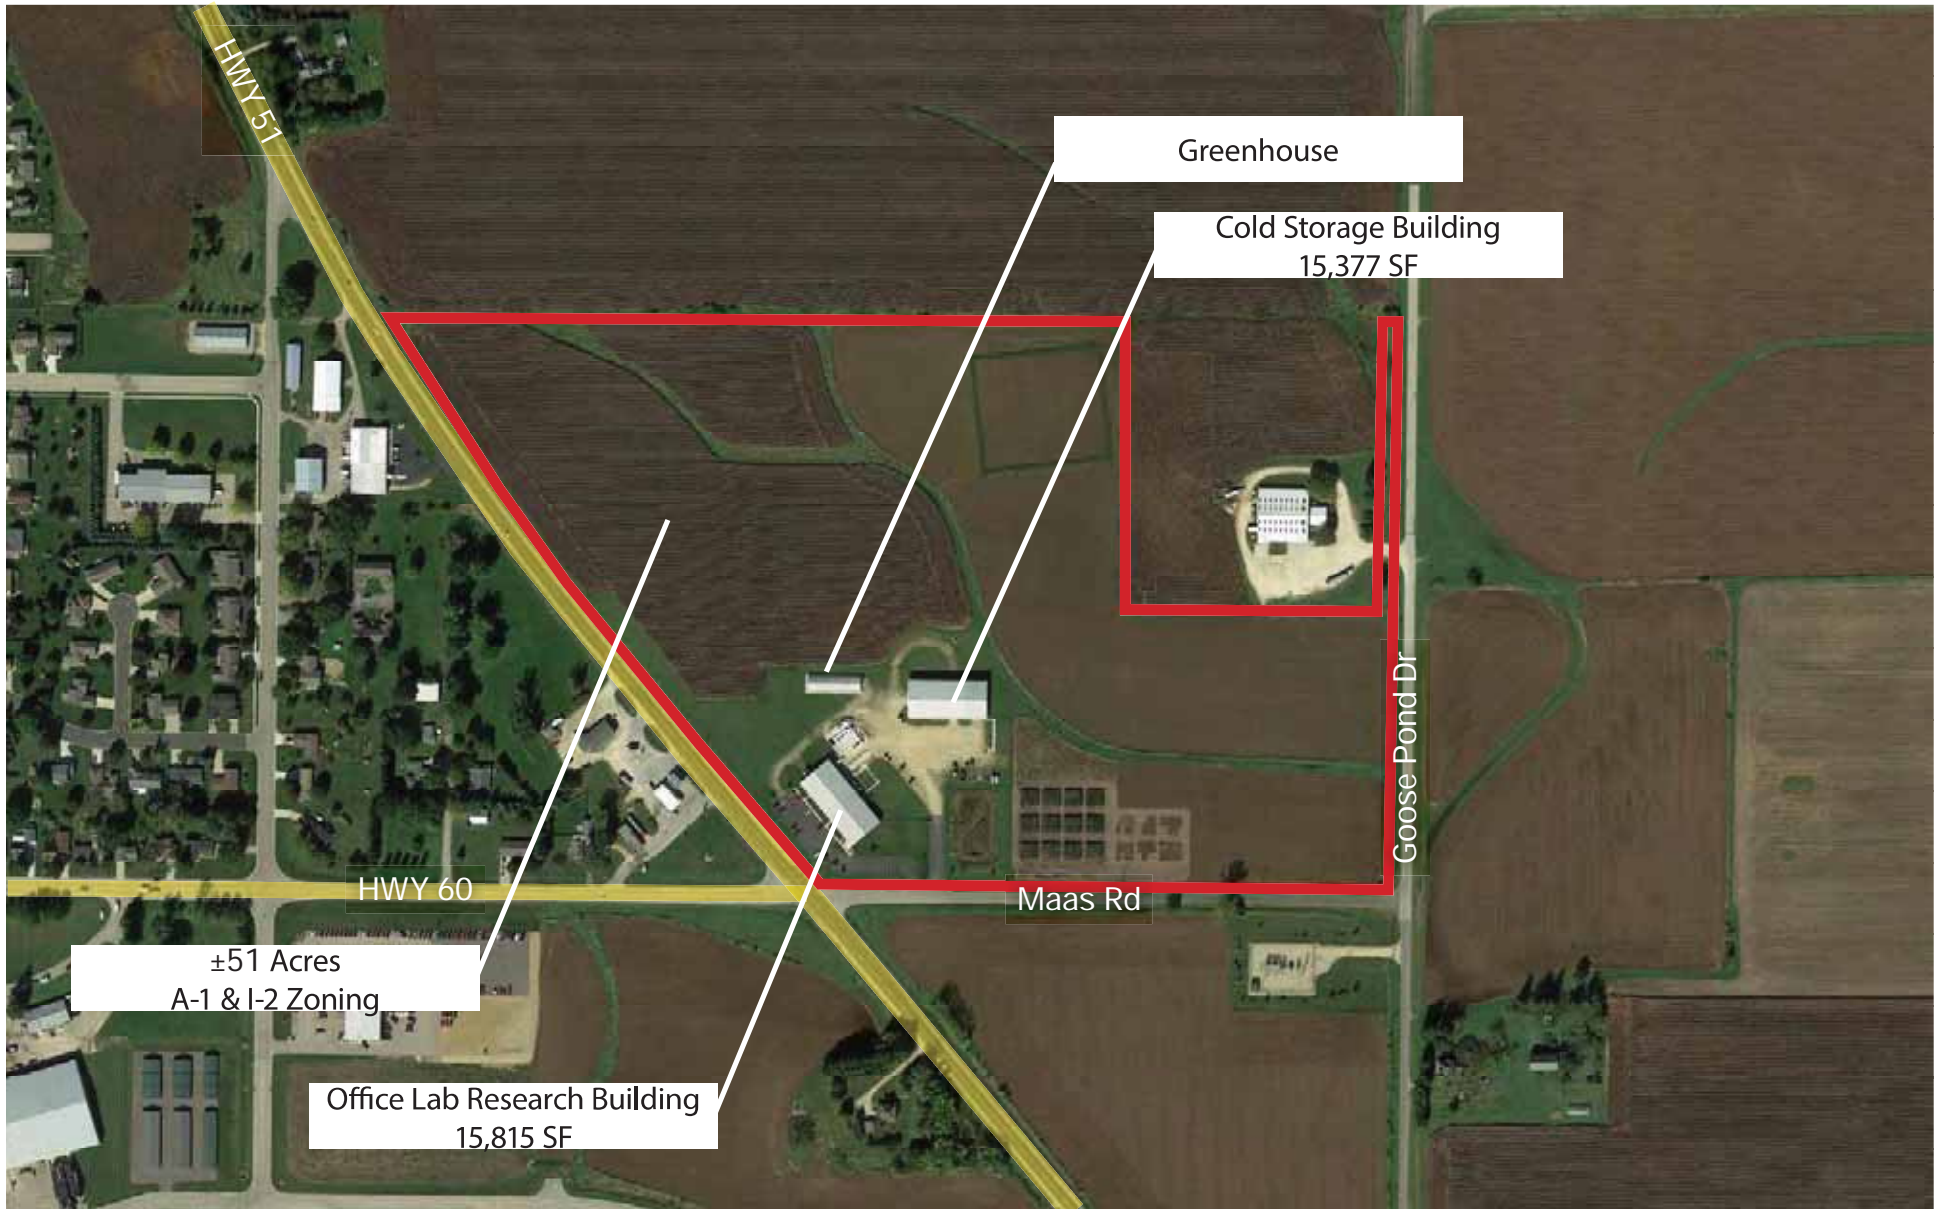 HWY 51
Greenhouse
Cold Storage Building
15,377 SF
Goose Pond Dr
HWY 60
Maas Rd
±51 Acres
A-1 & I-2 Zoning
Office Lab Research Building
15,815 SF